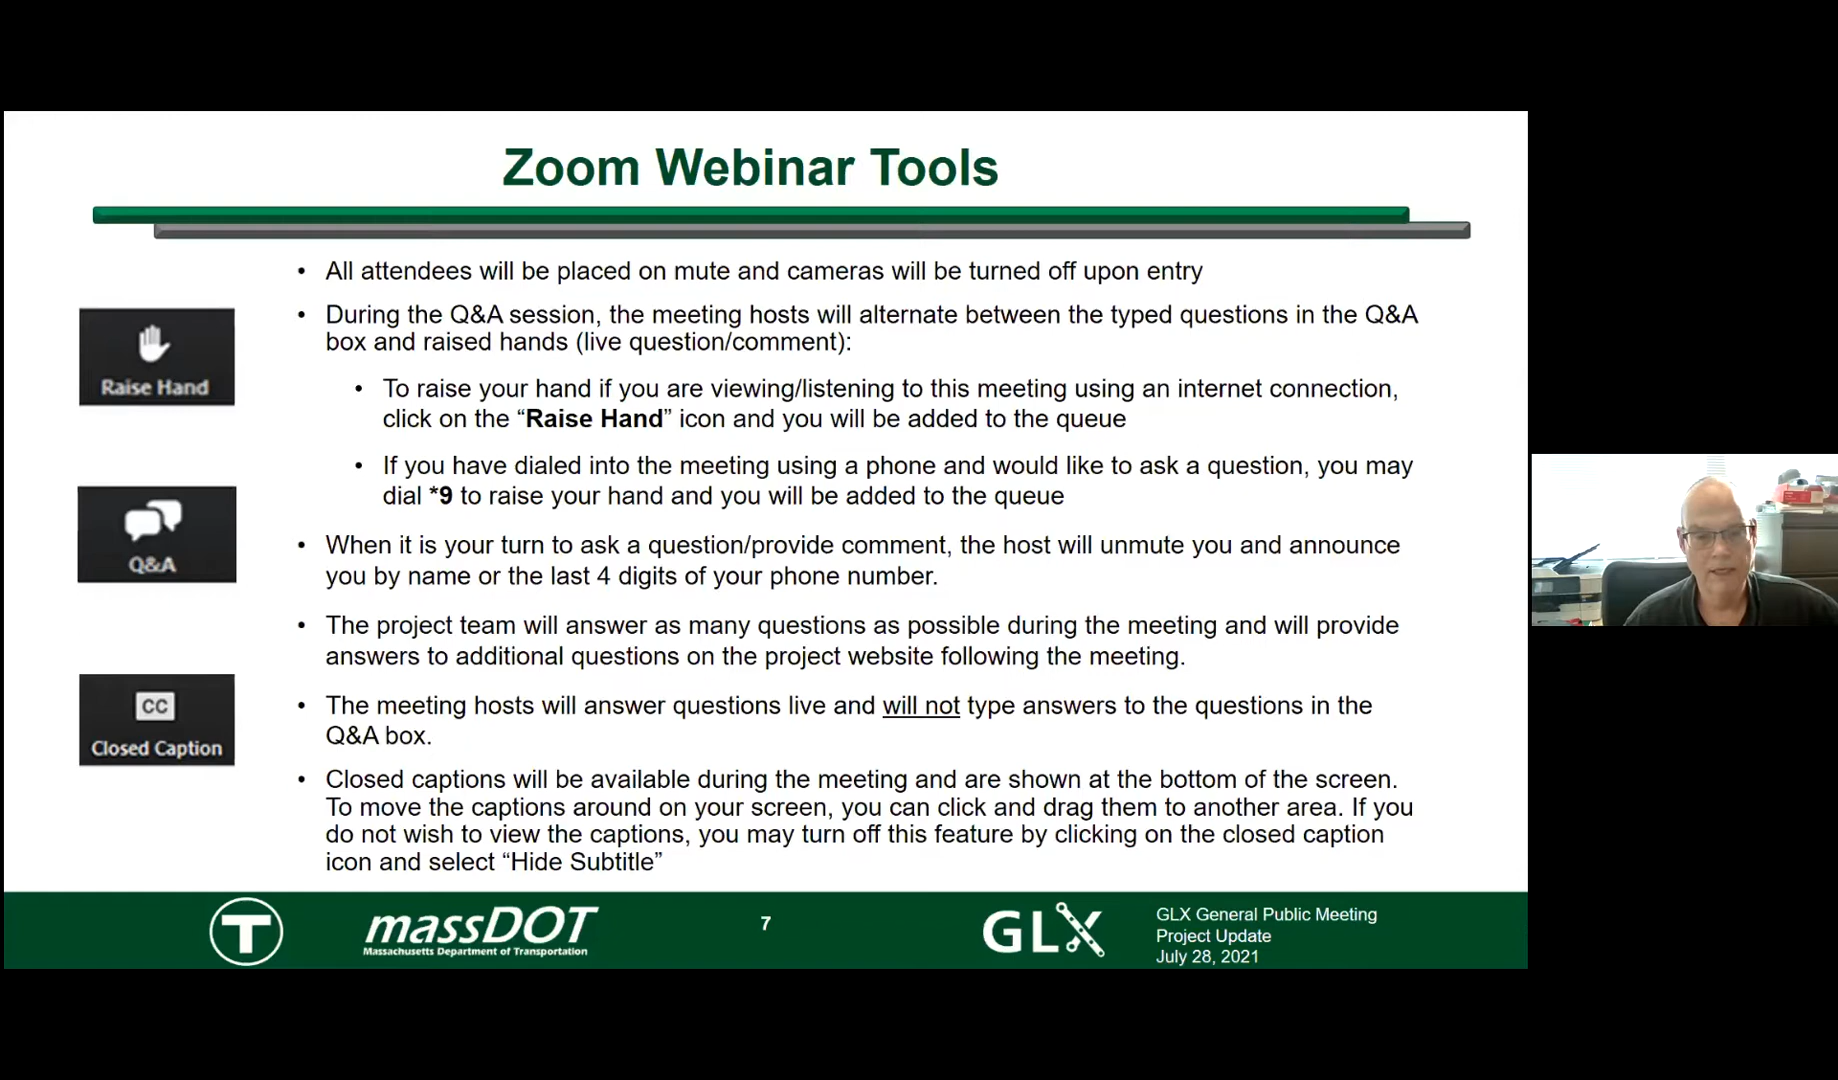 Zoom Webinar Tools
• All attendees will be placed on mute and cameras will be turned off upon entry
• During the Q&A session, the meeting hosts will alternate between the typed questions in the Q&A
box and raised hands (live question/comment):
• To raise your hand if you are viewing/listening to this meeting using an internet connection,
click on the “Raise Hand” icon and you will be added to the queue
• If you have dialed into the meeting using a phone and would like to ask a question, you may
dial *9 to raise your hand and you will be added to the queue
• When it is your turn to ask a question/provide comment, the host will unmute you and announce
you by name or the last 4 digits of your phone number.
• The project team will answer as many questions as possible during the meeting and will provide
answers to additional questions on the project website following the meeting.
• The meeting hosts will answer questions live and will not type answers to the questions in the
Q&A box.
• Closed captions will be available during the meeting and are shown at the bottom of the screen.
To move the captions around on your screen, you can click and drag them to another area. If you
do not wish to view the captions, you may turn off this feature by clicking on the closed caption
icon and select “Hide Subtitle”
Raise Hand
Q&A
CC
Closed Caption
T
massDOT
Massachusetts Department of Transportation
7
GLX
GLX General Public Meeting
Project Update
July 28, 2021